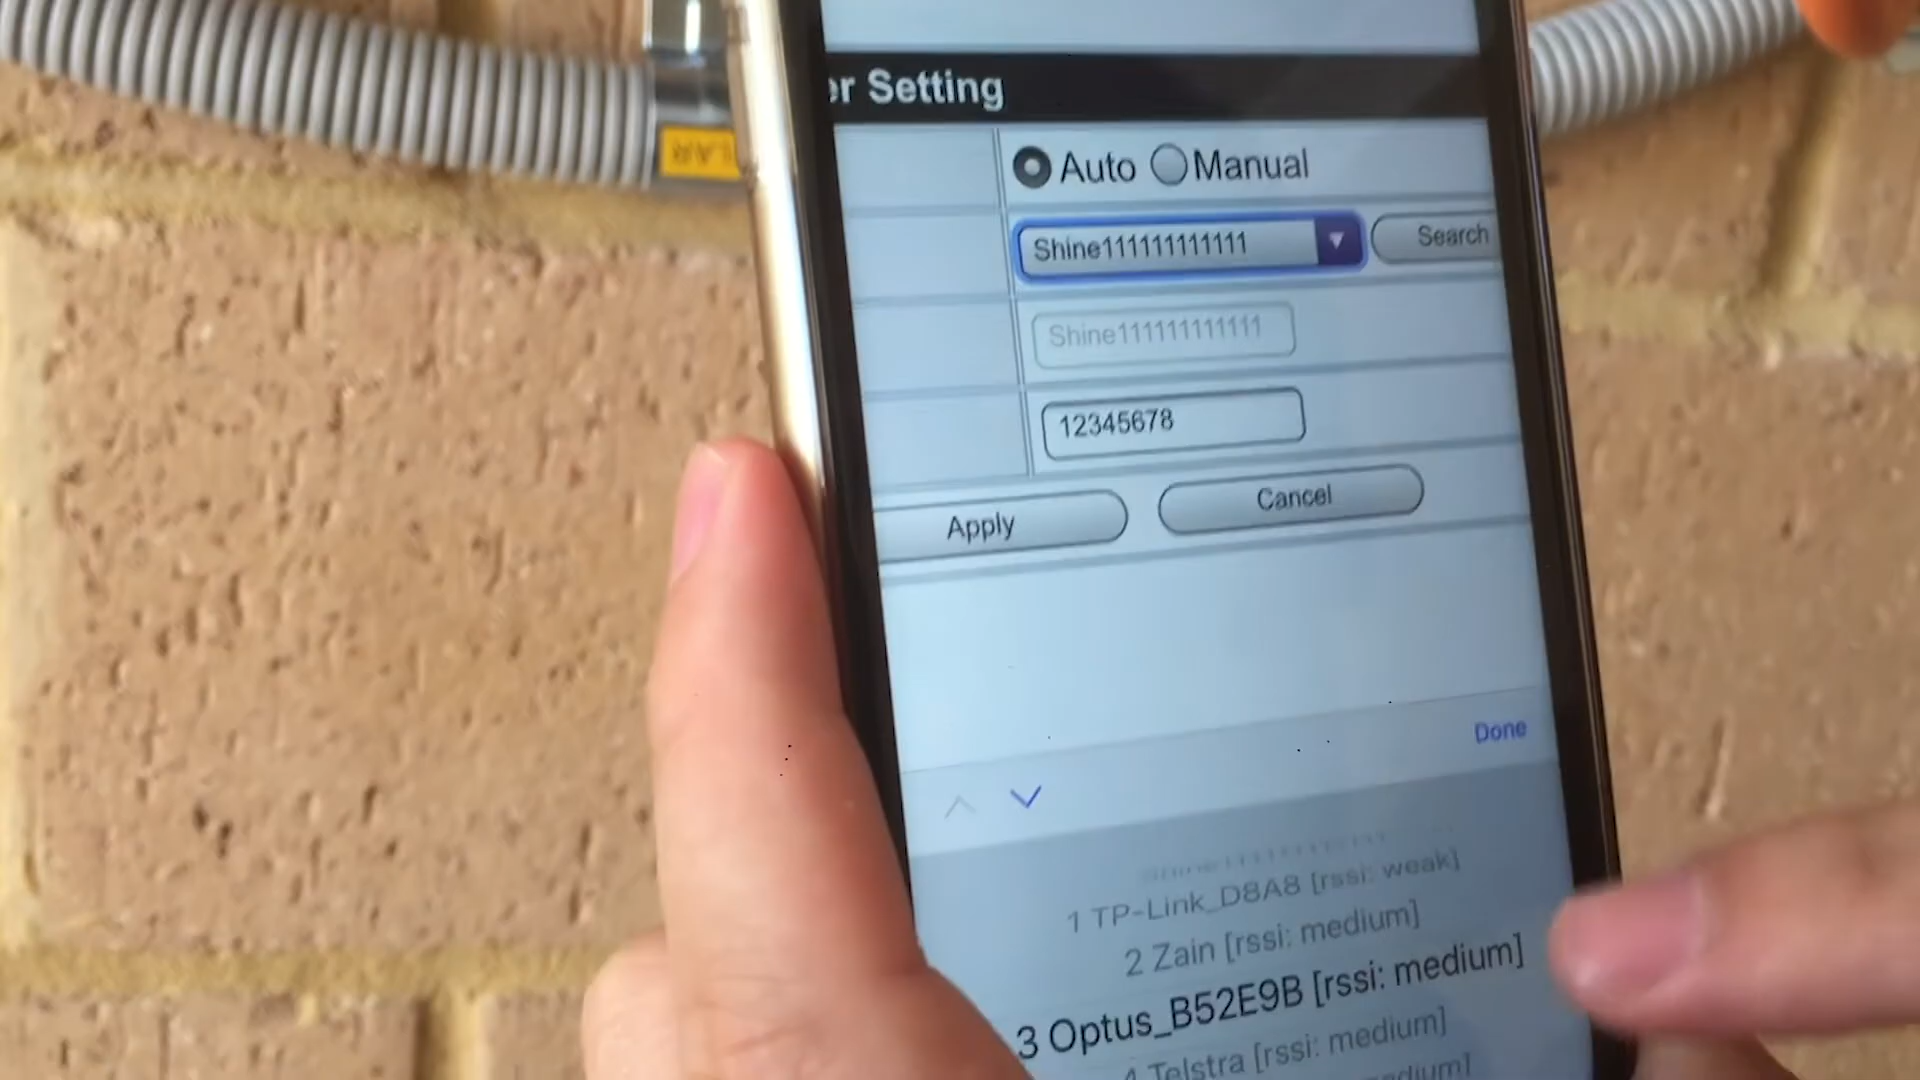 er Setting
Auto Manual
Shine111111111111 Search
Shine111111111111
12345678
Apply Cancel
Done
1 TP-Link_D8A8 [rssi: weak]
2 Zain [rssi: medium]
3 Optus_B52E9B [rssi: medium]
4 Telstra [rssi: medium]